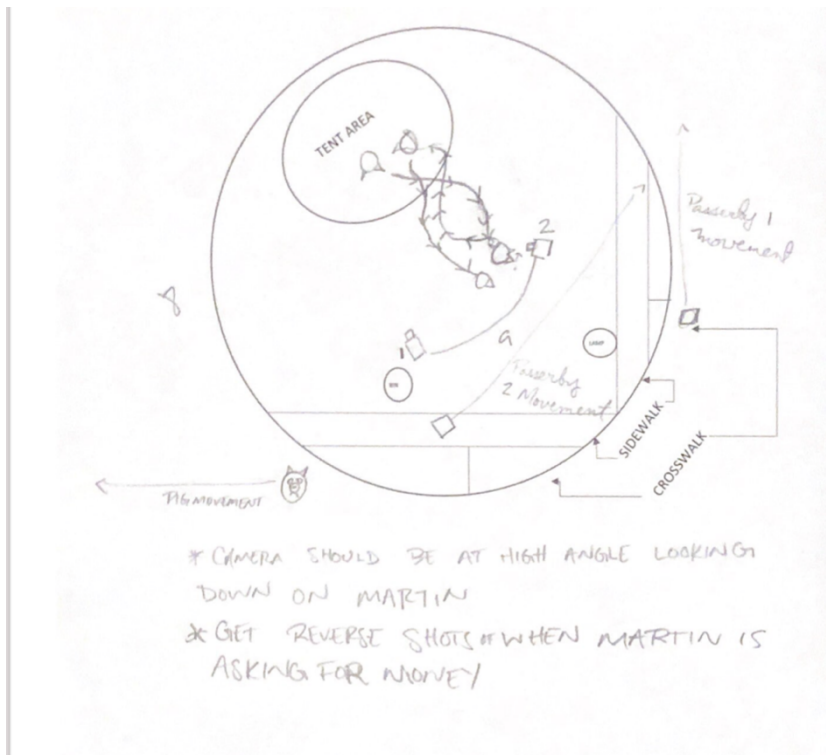 TENT AREA
2
Passerby 1
movement
8
1
a
LIGHT
Passerby
2 Movement
SIDEWALK
CROSSWALK
PIG MOVEMENT
* CAMERA SHOULD BE AT HIGH ANGLE LOOKING
DOWN ON MARTIN
* GET REVERSE SHOTS OF WHEN MARTIN IS
ASKING FOR MONEY